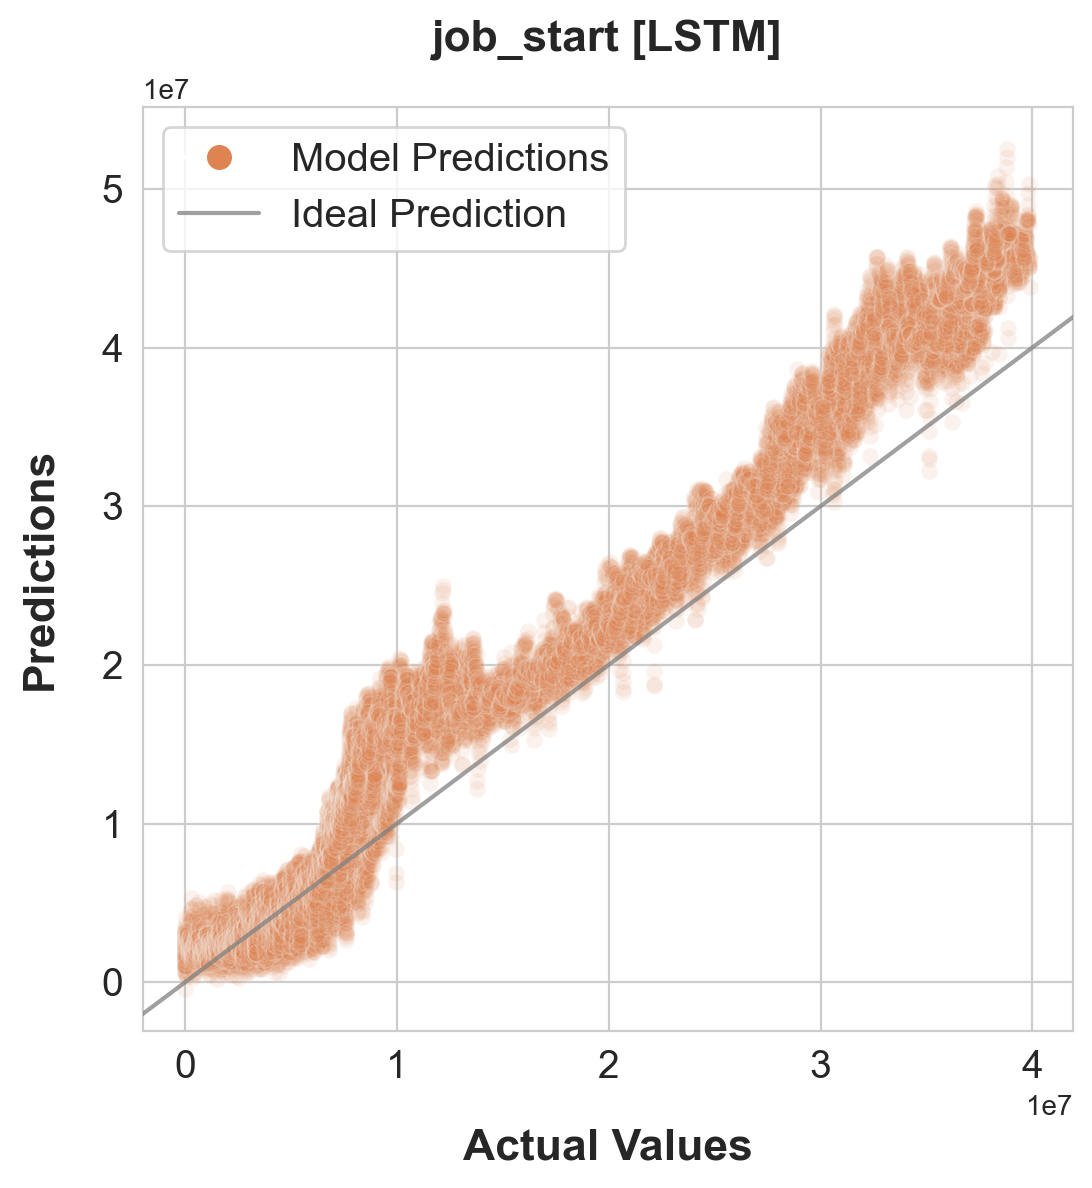 job_start [LSTM]
1e7
Model Predictions
Ideal Prediction
5
4
3
2
1
0
Predictions
0 1 2 3 4
1e7
Actual Values